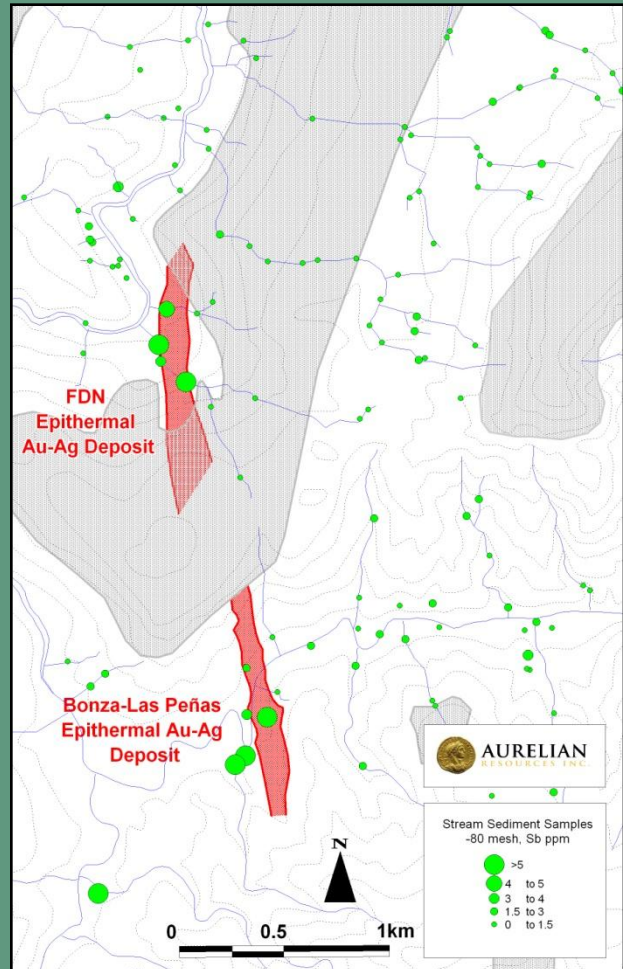 FDN
Epithermal
Au-Ag Deposit
Bonza-Las Peñas
Epithermal Au-Ag
Deposit
AURELIAN
RESOURCES INC.
Stream Sediment Samples
-80 mesh, Sb ppm
>5
4 to 5
3 to 4
1.5 to 3
0 to 1.5
N
0 0.5 1km